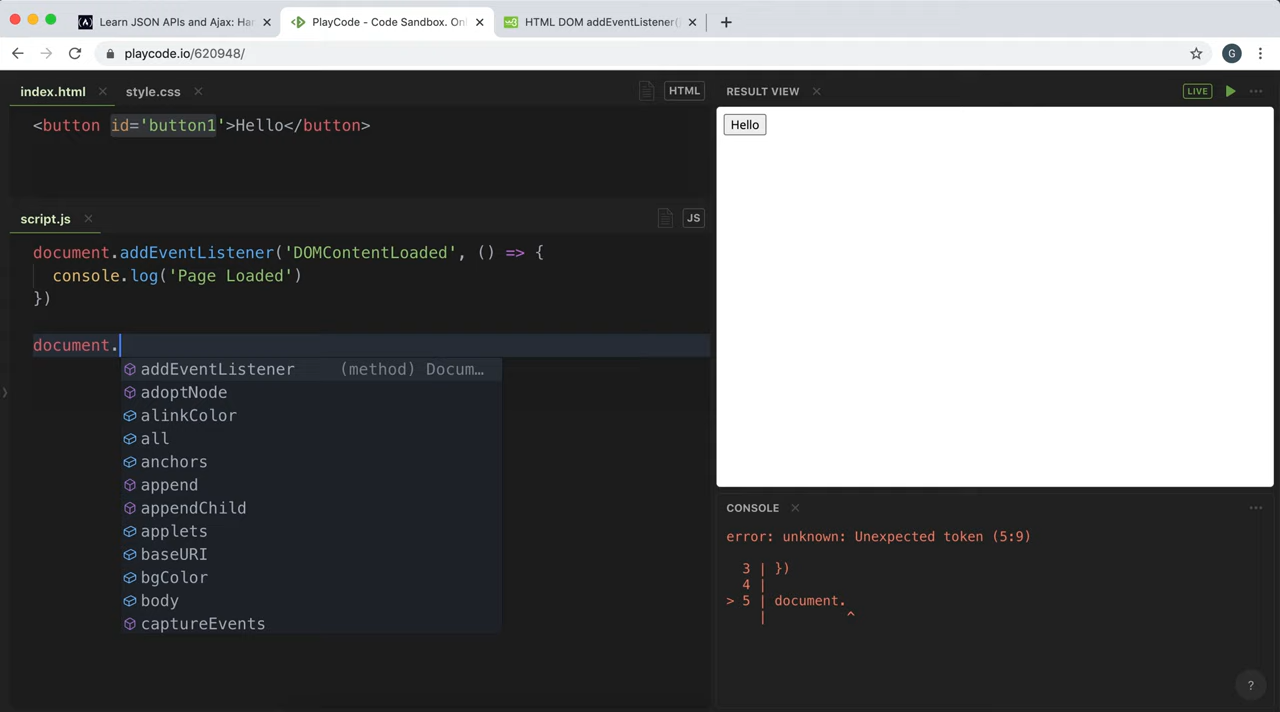 Learn JSON APIs and Ajax: Har
PlayCode - Code Sandbox. Onl
HTML DOM addEventListener()
playcode.io/620948/
G
index.html
style.css
HTML
<button id='button1'>Hello</button>
script.js
JS
document.addEventListener('DOMContentLoaded', () => {
console.log('Page Loaded')
})
document.
addEventListener (method) Docum…
adoptNode
alinkColor
all
anchors
append
appendChild
applets
baseURI
bgColor
body
captureEvents
RESULT VIEW
LIVE
Hello
CONSOLE
error: unknown: Unexpected token (5:9)
3 | })
4 |
> 5 | document.
| ^
?